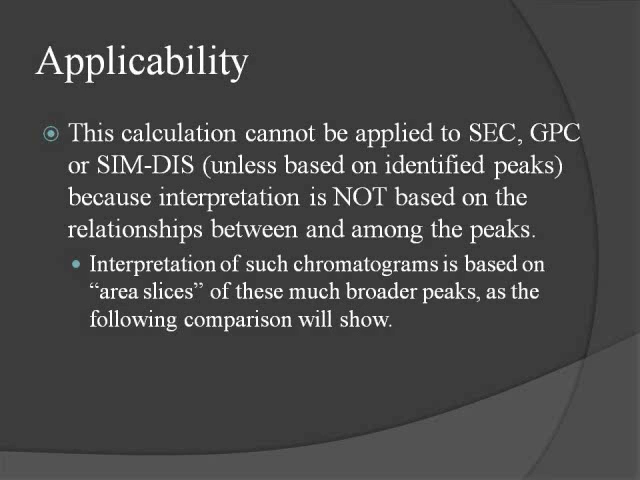 Applicability
This calculation cannot be applied to SEC, GPC
or SIM-DIS (unless based on identified peaks)
because interpretation is NOT based on the
relationships between and among the peaks.
Interpretation of such chromatograms is based on
“area slices” of these much broader peaks, as the
following comparison will show.